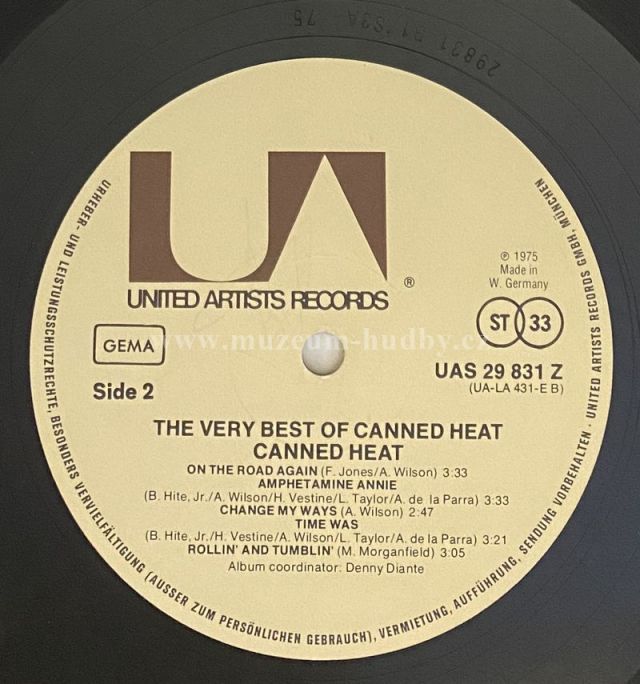 29831 B1/S3A 75
UA
UNITED ARTISTS RECORDS ®
℗ 1975
Made in
W. Germany
ST 33
GEMA
www.muzeum-hudby.cz
Side 2
UAS 29 831 Z
(UA-LA 431-E B)
THE VERY BEST OF CANNED HEAT
CANNED HEAT
ON THE ROAD AGAIN (F. Jones/A. Wilson) 3:33
AMPHETAMINE ANNIE
(B. Hite, Jr./A. Wilson/H. Vestine/L. Taylor/A. de la Parra) 3:33
CHANGE MY WAYS (A. Wilson) 2:47
TIME WAS
(B. Hite, Jr./H. Vestine/A. Wilson/L. Taylor/A. de la Parra) 3:21
ROLLIN' AND TUMBLIN' (M. Morganfield) 3:05
Album coordinator: Denny Diante
URHEBER- UND LEISTUNGSSCHUTZRECHTE, BESONDERS VERVIELFÄLTIGUNG (AUSSER ZUM PERSÖNLICHEN GEBRAUCH), VERMIETUNG, AUFFÜHRUNG, SENDUNG VORBEHALTEN · UNITED ARTISTS RECORDS GMBH, MÜNCHEN